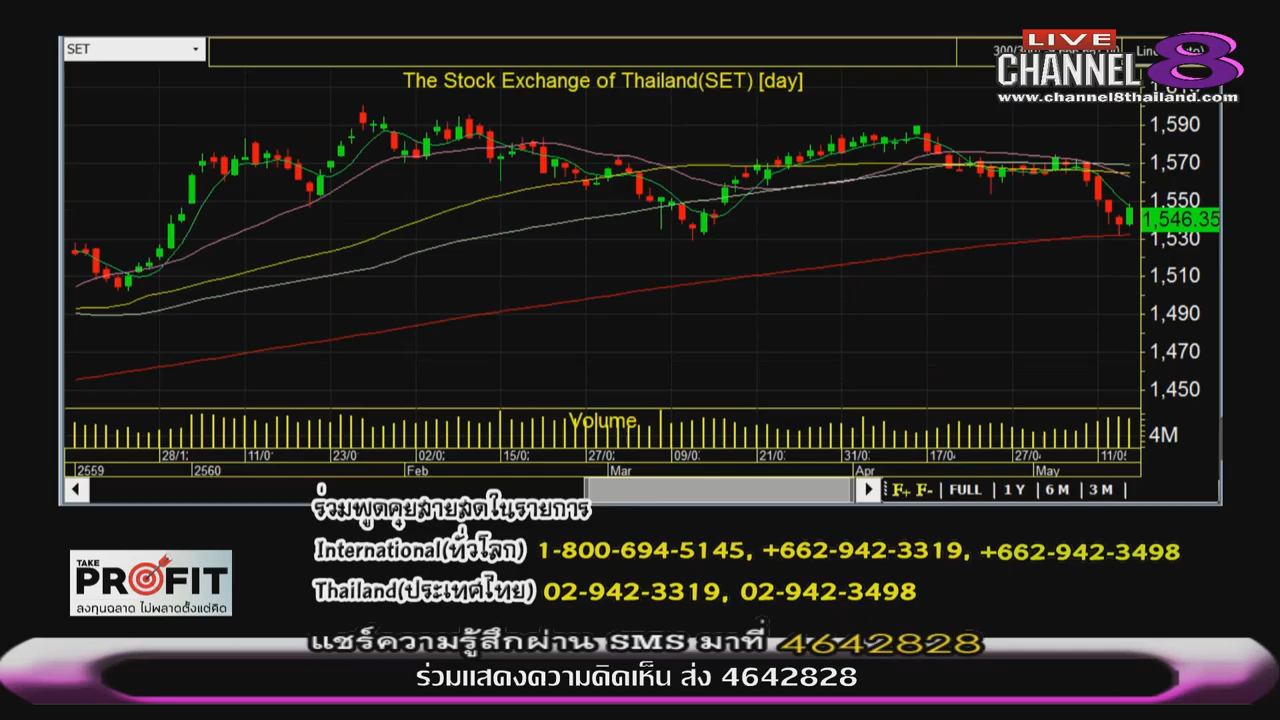 SET
LIVE
CHANNEL 8
www.channel8thailand.com
The Stock Exchange of Thailand(SET) [day]
1,590
1,570
1,550
1,546.35
1,530
1,510
1,490
1,470
1,450
Volume
4M
28/1 11/0 23/0 02/0 15/0 27/0 09/0 21/0 31/0 17/0 27/0 11/0
2559 2560 Feb Mar Apr May
F+ F- FULL 1 Y 6 M 3 M
ร่วมพูดคุยสายสดในรายการ
International(ทั่วโลก) 1-800-694-5145, +662-942-3319, +662-942-3498
Thailand(ประเทศไทย) 02-942-3319, 02-942-3498
TAKE
PROFIT
ลงทุนฉลาด ไม่พลาดตั้งแต่คิด
แชร์ความรู้สึกผ่าน SMS มาที่ 4642828
ร่วมแสดงความคิดเห็น ส่ง 4642828